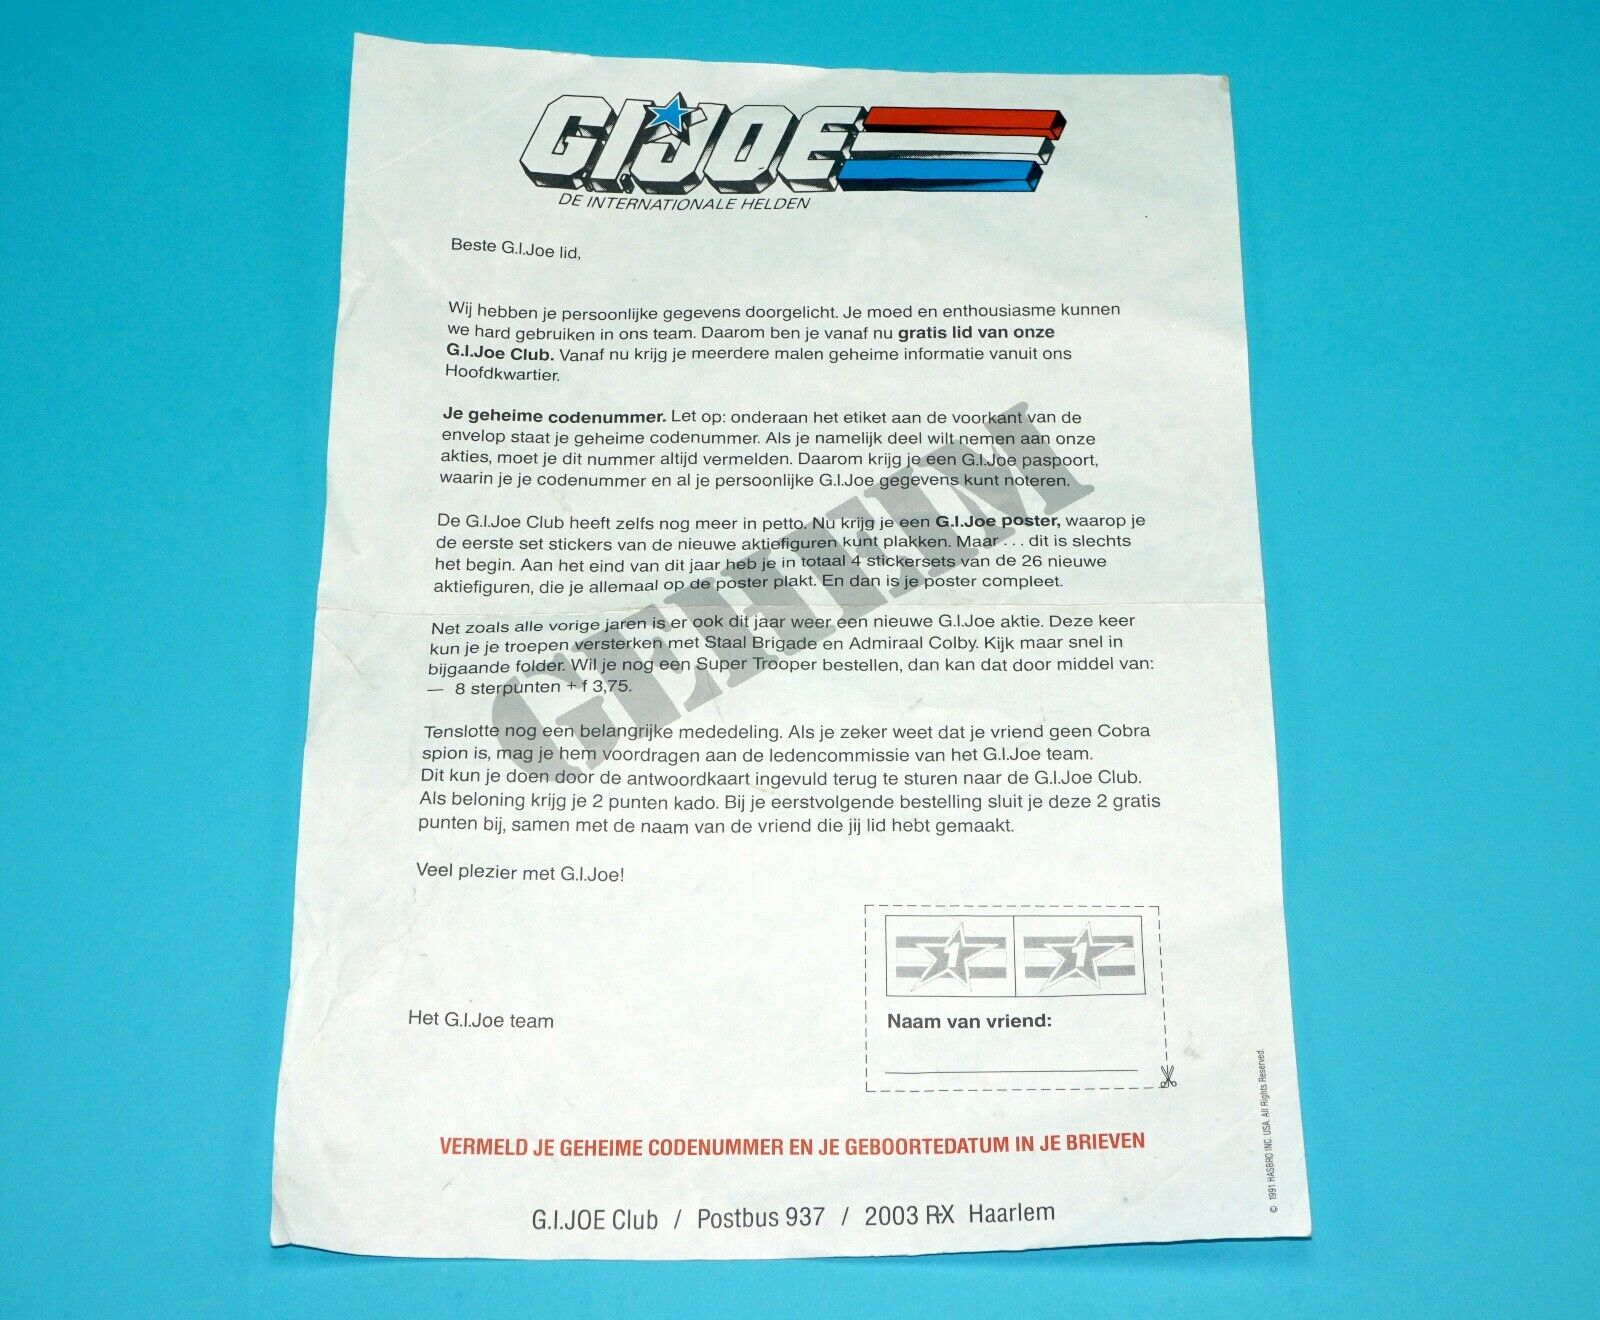 G.I.JOE
DE INTERNATIONALE HELDEN
Beste G.I.Joe lid,
Wij hebben je persoonlijke gegevens doorgelicht. Je moed en enthousiasme kunnen
we hard gebruiken in ons team. Daarom ben je vanaf nu gratis lid van onze
G.I.Joe Club. Vanaf nu krijg je meerdere malen geheime informatie vanuit ons
Hoofdkwartier.
Je geheime codenummer. Let op: onderaan het etiket aan de voorkant van de
envelop staat je geheime codenummer. Als je namelijk deel wilt nemen aan onze
akties, moet je dit nummer altijd vermelden. Daarom krijg je een G.I.Joe paspoort,
waarin je je codenummer en al je persoonlijke G.I.Joe gegevens kunt noteren.
De G.I.Joe Club heeft zelfs nog meer in petto. Nu krijg je een G.I.Joe poster, waarop je
de eerste set stickers van de nieuwe aktiefiguren kunt plakken. Maar . . . dit is slechts
het begin. Aan het eind van dit jaar heb je in totaal 4 stickersets van de 26 nieuwe
aktiefiguren, die je allemaal op de poster plakt. En dan is je poster compleet.
Net zoals alle vorige jaren is er ook dit jaar weer een nieuwe G.I.Joe aktie. Deze keer
kun je je troepen versterken met Staal Brigade en Admiraal Colby. Kijk maar snel in
bijgaande folder. Wil je nog een Super Trooper bestellen, dan kan dat door middel van:
— 8 sterpunten + f 3,75.
Tenslotte nog een belangrijke mededeling. Als je zeker weet dat je vriend geen Cobra
spion is, mag je hem voordragen aan de ledencommissie van het G.I.Joe team.
Dit kun je doen door de antwoordkaart ingevuld terug te sturen naar de G.I.Joe Club.
Als beloning krijg je 2 punten kado. Bij je eerstvolgende bestelling sluit je deze 2 gratis
punten bij, samen met de naam van de vriend die jij lid hebt gemaakt.
GEHEIM
Veel plezier met G.I.Joe!
1 1
Het G.I.Joe team
Naam van vriend:
VERMELD JE GEHEIME CODENUMMER EN JE GEBOORTEDATUM IN JE BRIEVEN
G.I.JOE Club / Postbus 937 / 2003 RX Haarlem
© 1991 HASBRO INC. USA. All Rights Reserved.